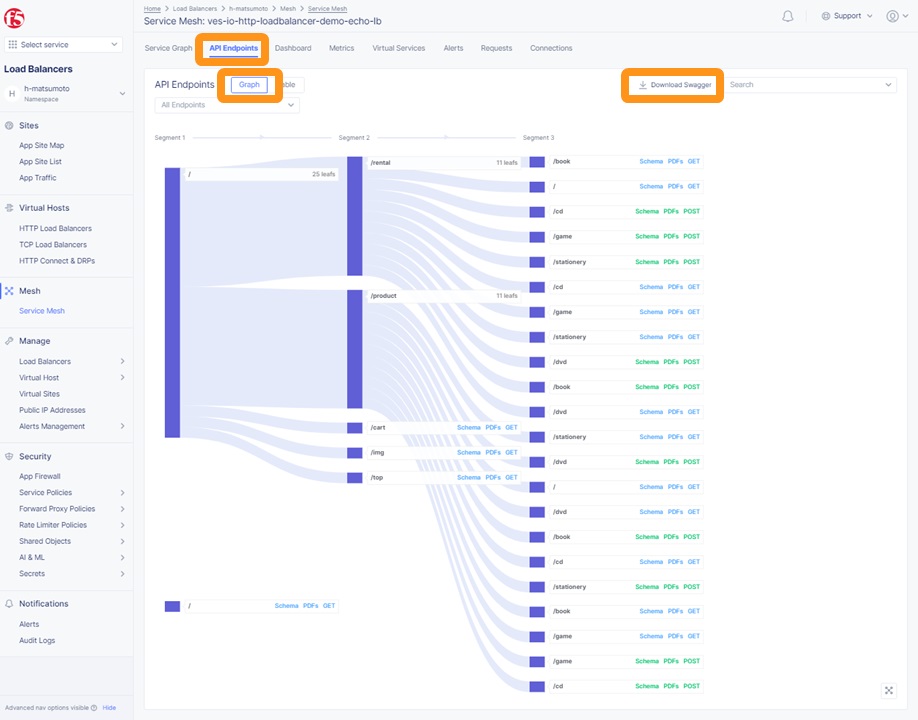 f5
Home > Load Balancers > h-matsumoto > Mesh > Service Mesh
Service Mesh: ves-io-http-loadbalancer-demo-echo-lb
Support
Select service
Load Balancers
H
h-matsumoto
Namespace
Sites
App Site Map
App Site List
App Traffic
Virtual Hosts
HTTP Load Balancers
TCP Load Balancers
HTTP Connect & DRPs
Mesh
Service Mesh
Manage
Load Balancers
Virtual Host
Virtual Sites
Public IP Addresses
Alerts Management
Security
App Firewall
Service Policies
Forward Proxy Policies
Rate Limiter Policies
Shared Objects
AI & ML
Secrets
Notifications
Alerts
Audit Logs
Advanced nav options visible Hide
Service Graph API Endpoints Dashboard Metrics Virtual Services Alerts Requests Connections
API Endpoints Graph ble Download Swagger Search
All Endpoints
Segment 1 Segment 2 Segment 3
/ 25 leafs
/ Schema PDFs GET
/rental 11 leafs
/product 11 leafs
/cart Schema PDFs GET
/img Schema PDFs GET
/top Schema PDFs GET
/book Schema PDFs GET
/ Schema PDFs GET
/cd Schema PDFs POST
/game Schema PDFs POST
/stationery Schema PDFs POST
/cd Schema PDFs GET
/game Schema PDFs GET
/stationery Schema PDFs GET
/dvd Schema PDFs POST
/book Schema PDFs POST
/dvd Schema PDFs GET
/stationery Schema PDFs GET
/dvd Schema PDFs POST
/ Schema PDFs GET
/dvd Schema PDFs GET
/book Schema PDFs POST
/cd Schema PDFs GET
/stationery Schema PDFs POST
/book Schema PDFs GET
/game Schema PDFs GET
/game Schema PDFs POST
/cd Schema PDFs POST